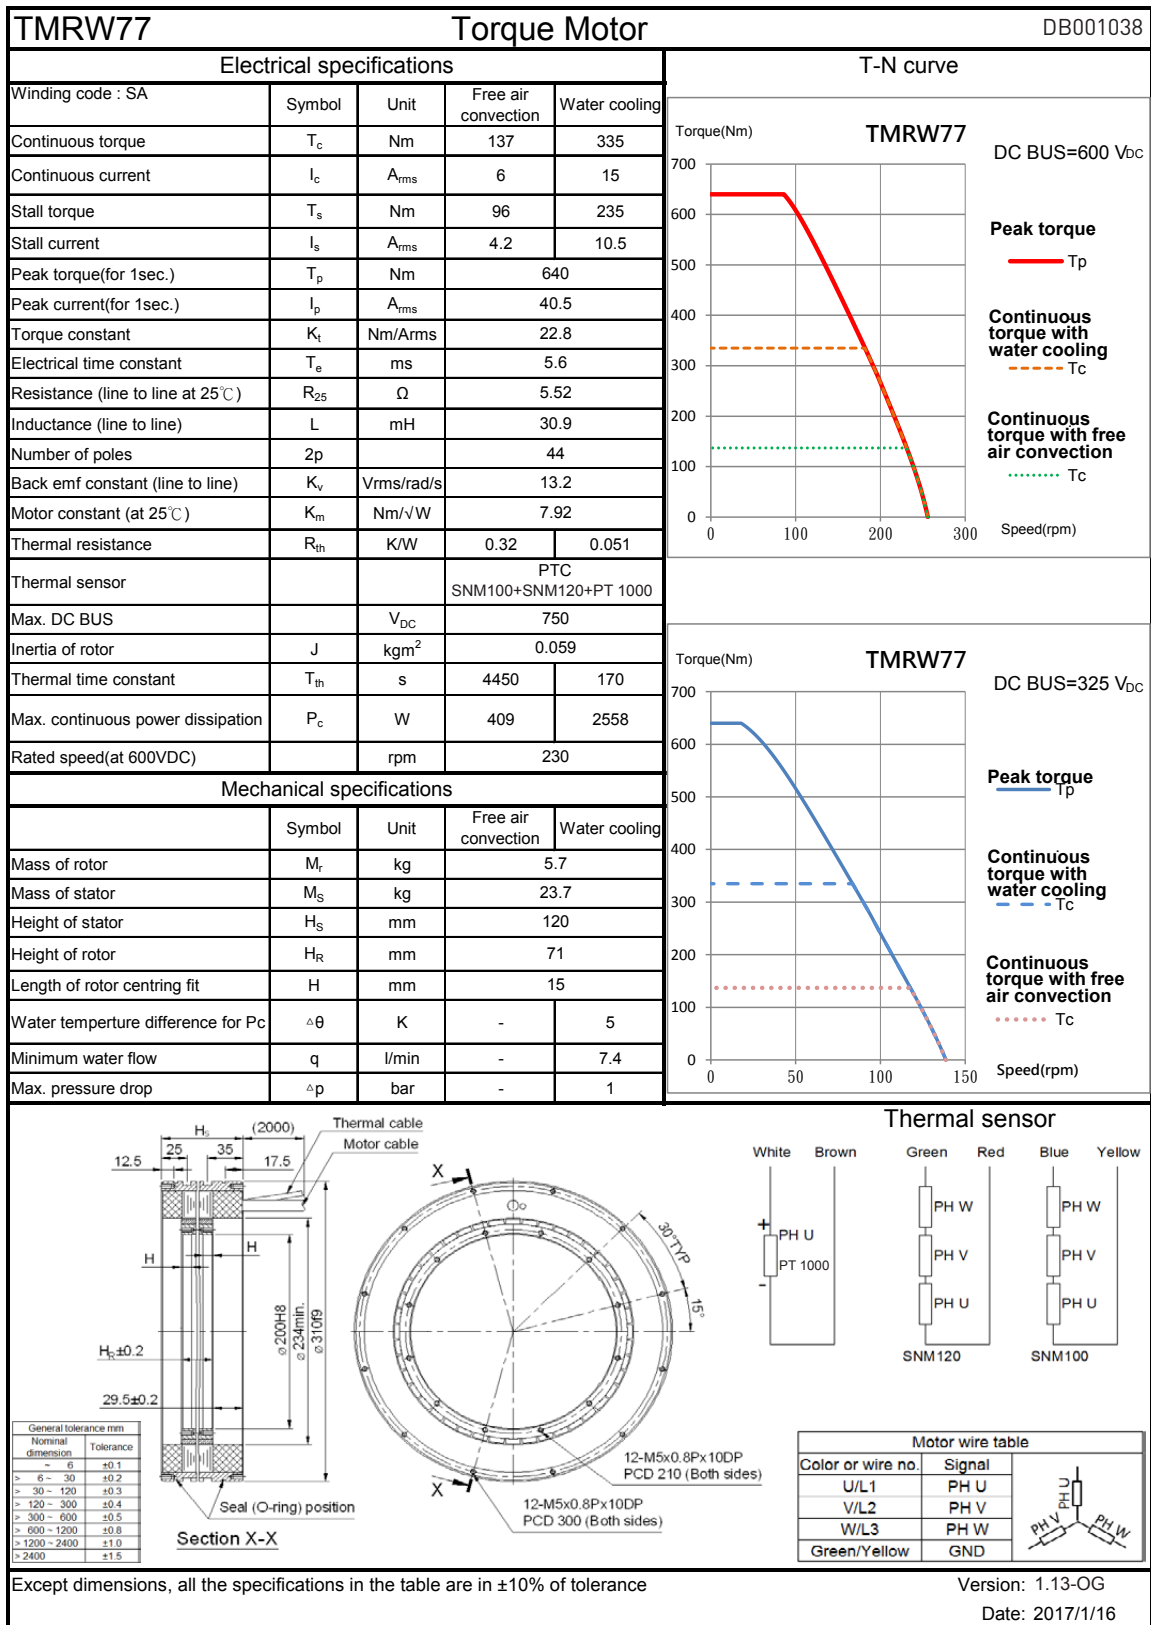 TMRW77 Torque Motor DB001038
Electrical specifications
Winding code : SA Symbol Unit Free air convection Water cooling
Continuous torque Tc Nm 137 335
Continuous current Ic Arms 6 15
Stall torque Ts Nm 96 235
Stall current Is Arms 4.2 10.5
Peak torque(for 1sec.) Tp Nm 640
Peak current(for 1sec.) Ip Arms 40.5
Torque constant Kt Nm/Arms 22.8
Electrical time constant Te ms 5.6
Resistance (line to line at 25℃) R25 Ω 5.52
Inductance (line to line) L mH 30.9
Number of poles 2p 44
Back emf constant (line to line) Kv Vrms/rad/s 13.2
Motor constant (at 25℃) Km Nm/√W 7.92
Thermal resistance Rth K/W 0.32 0.051
Thermal sensor PTC
SNM100+SNM120+PT 1000
Max. DC BUS VDC 750
Inertia of rotor J kgm² 0.059
Thermal time constant Tth s 4450 170
Max. continuous power dissipation Pc W 409 2558
Rated speed(at 600VDC) rpm 230
Mechanical specifications
Symbol Unit Free air convection Water cooling
Mass of rotor Mr kg 5.7
Mass of stator MS kg 23.7
Height of stator HS mm 120
Height of rotor HR mm 71
Length of rotor centring fit H mm 15
Water temperture difference for Pc △θ K - 5
Minimum water flow q l/min - 7.4
Max. pressure drop △p bar - 1
T-N curve
Torque(Nm) TMRW77
DC BUS=600 VDC
700
600
500
400
300
200
100
0
0 100 200 300 Speed(rpm)
Peak torque
Tp
Continuous
torque with
water cooling
Tc
Continuous
torque with free
air convection
Tc
Torque(Nm) TMRW77
DC BUS=325 VDC
700
600
500
400
300
200
100
0
0 50 100 150 Speed(rpm)
Peak torque
Tp
Continuous
torque with
water cooling
Tc
Continuous
torque with free
air convection
Tc
HS (2000) Thermal cable
Motor cable
25 35
12.5 17.5
H H
⌀200H8
⌀234min.
⌀310f9
HR±0.2
29.5±0.2
Seal (O-ring) position
Section X-X
X
X
30°TYP
15°
12-M5x0.8Px10DP
PCD 210 (Both sides)
12-M5x0.8Px10DP
PCD 300 (Both sides)
General tolerance mm
Nominal dimension Tolerance
~ 6 ±0.1
> 6 ~ 30 ±0.2
> 30 ~ 120 ±0.3
> 120 ~ 300 ±0.4
> 300 ~ 600 ±0.5
> 600 ~ 1200 ±0.8
> 1200 ~ 2400 ±1.0
> 2400 ±1.5
Thermal sensor
White Brown Green Red Blue Yellow
+
PH U
PT 1000
-
PH W
PH V
PH U
SNM120
PH W
PH V
PH U
SNM100
Motor wire table
Color or wire no. Signal
U/L1 PH U
V/L2 PH V
W/L3 PH W
Green/Yellow GND
PH U
PH V
PH W
Except dimensions, all the specifications in the table are in ±10% of tolerance
Version: 1.13-OG
Date: 2017/1/16